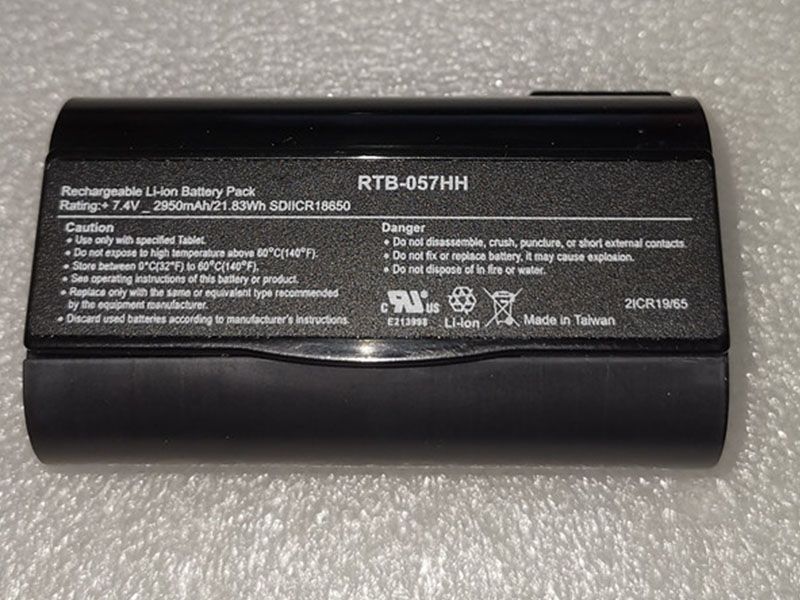 RTB-057HH
Rechargeable Li-ion Battery Pack
Rating:+ 7.4V _ 2950mAh/21.83Wh SDIICR18650
Caution
• Use only with specified Tablet.
• Do not expose to high temperature above 60°C(140°F).
• Store between 0°C(32°F) to 60°C(140°F).
• See operating instructions of this battery or product.
• Replace only with the same or equivalent type recommended
by the equipment manufacturer.
• Discard used batteries according to manufacturer's instructions.
Danger
• Do not disassemble, crush, puncture, or short external contacts.
• Do not fix or replace battery, it may cause explosion.
• Do not dispose of in fire or water.
c RU US
E213998
Li-ion
Made in Taiwan
2ICR19/65